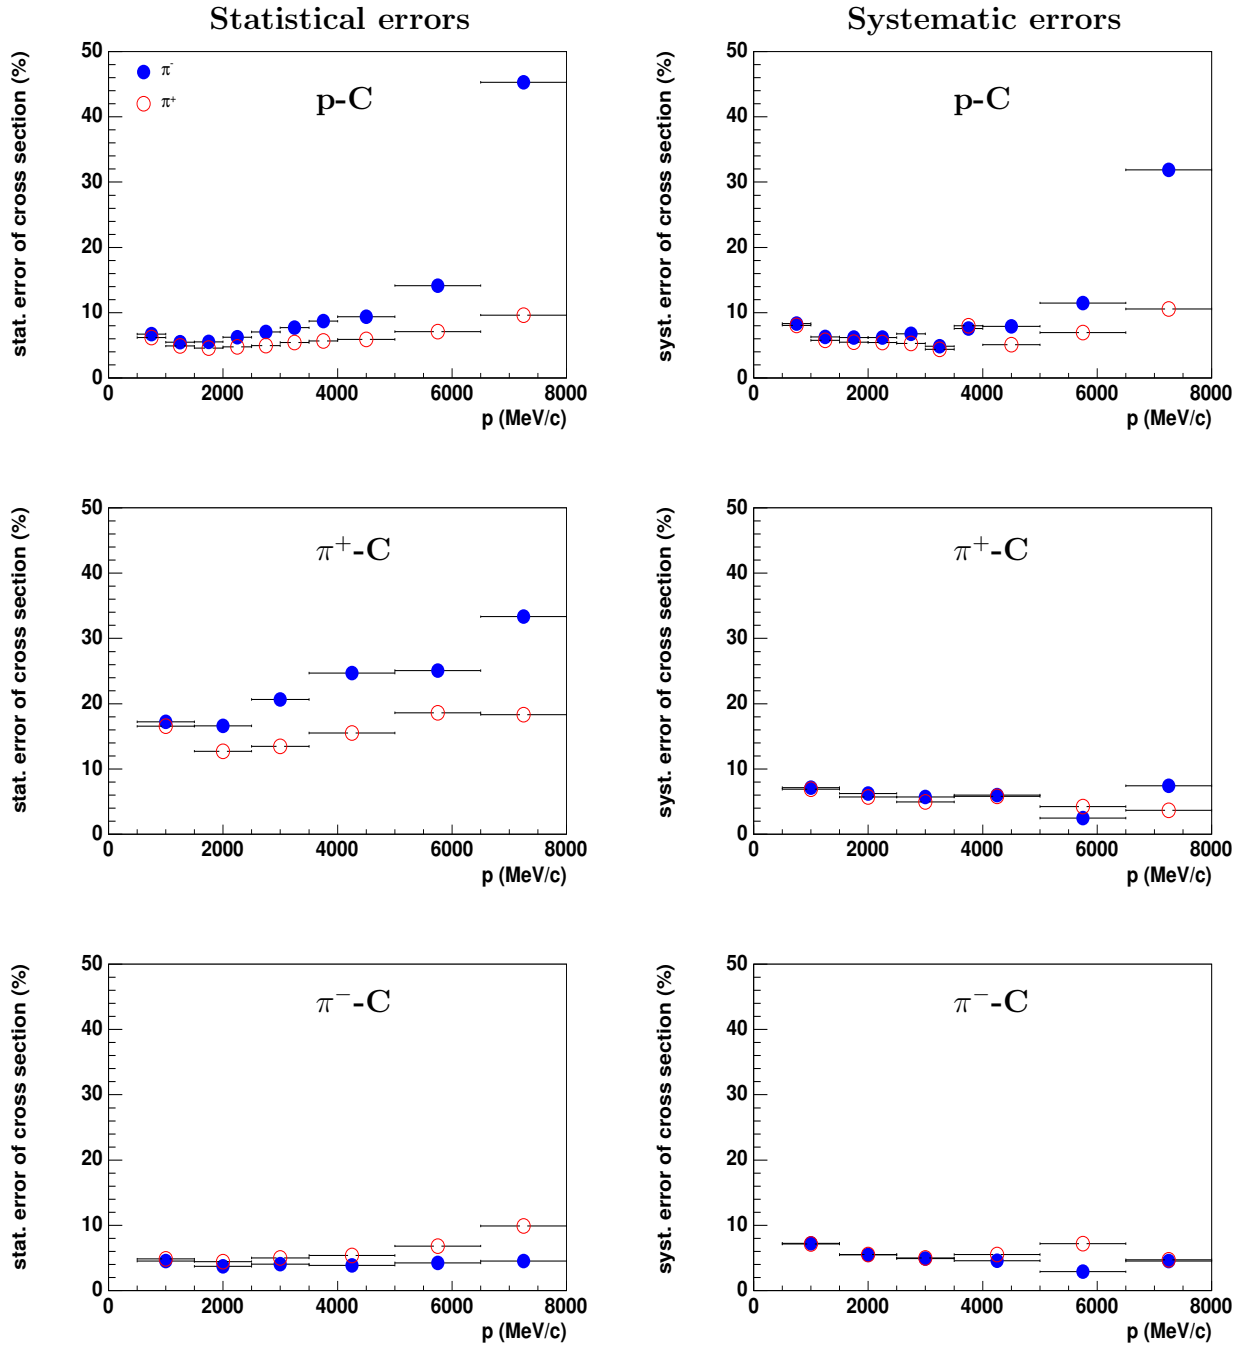 Statistical errors
Systematic errors
stat. error of cross section (%)
50
40
30
20
10
0
π-
π+
p-C
0 2000 4000 6000 8000
p (MeV/c)
syst. error of cross section (%)
50
40
30
20
10
0
p-C
0 2000 4000 6000 8000
p (MeV/c)
stat. error of cross section (%)
50
40
30
20
10
0
π⁺-C
0 2000 4000 6000 8000
p (MeV/c)
syst. error of cross section (%)
50
40
30
20
10
0
π⁺-C
0 2000 4000 6000 8000
p (MeV/c)
stat. error of cross section (%)
50
40
30
20
10
0
π⁻-C
0 2000 4000 6000 8000
p (MeV/c)
syst. error of cross section (%)
50
40
30
20
10
0
π⁻-C
0 2000 4000 6000 8000
p (MeV/c)